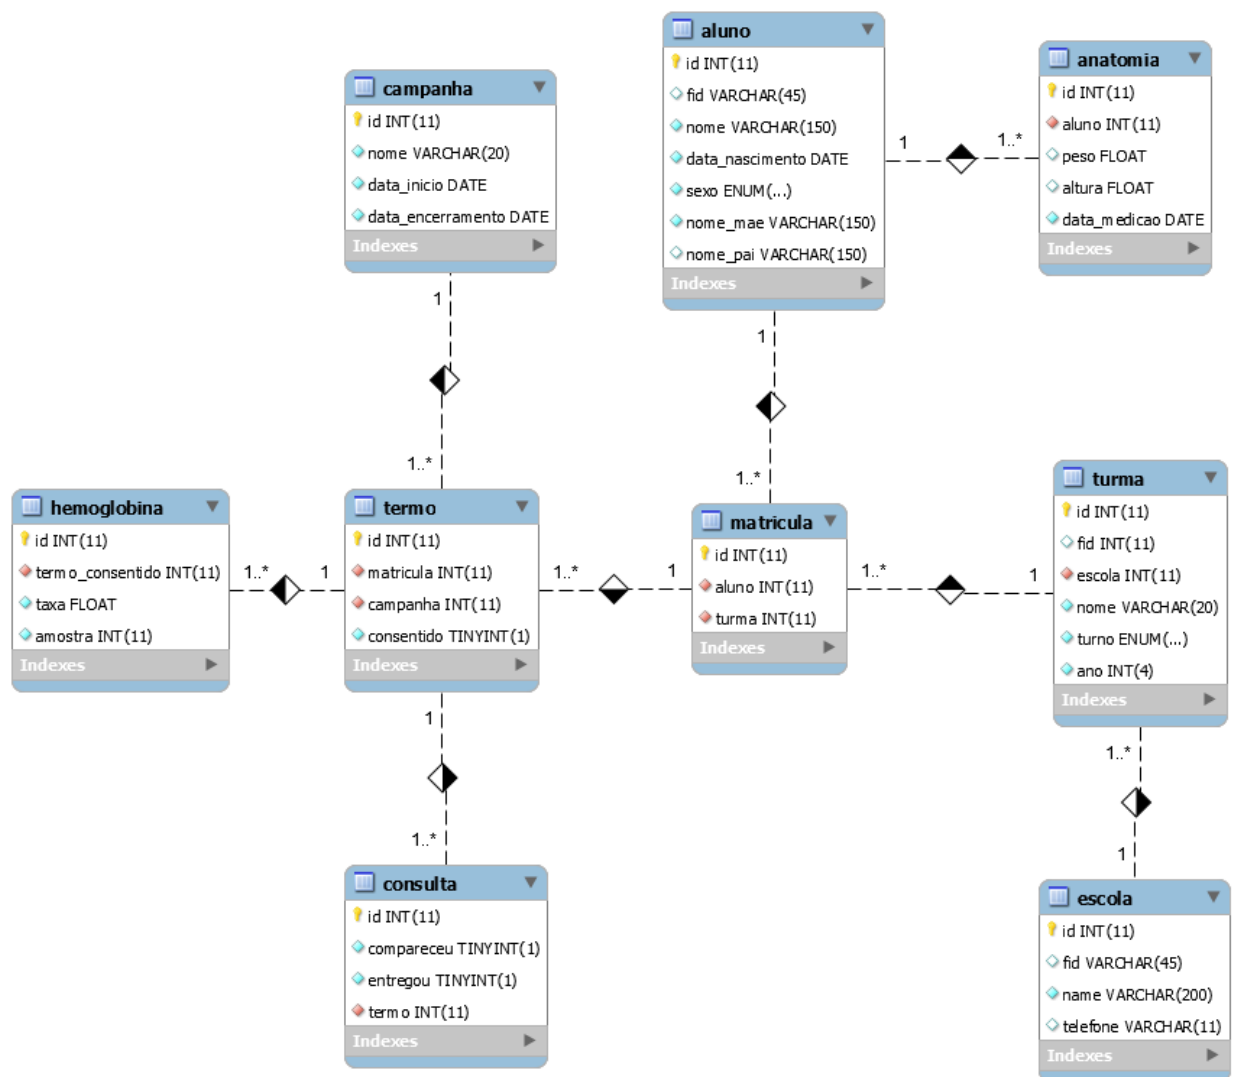 aluno
id INT(11)
fid VARCHAR(45)
nome VARCHAR(150)
data_nascimento DATE
sexo ENUM(...)
nome_mae VARCHAR(150)
nome_pai VARCHAR(150)
Indexes
anatomia
id INT(11)
aluno INT(11)
peso FLOAT
altura FLOAT
data_medicao DATE
Indexes
1
1..*
campanha
id INT(11)
nome VARCHAR(20)
data_inicio DATE
data_encerramento DATE
Indexes
1
1..*
1
1..*
hemoglobina
id INT(11)
termo_consentido INT(11)
taxa FLOAT
amostra INT(11)
Indexes
1..*
1
termo
id INT(11)
matricula INT(11)
campanha INT(11)
consentido TINYINT(1)
Indexes
1..*
1
matricula
id INT(11)
aluno INT(11)
turma INT(11)
Indexes
1..*
1
turma
id INT(11)
fid INT(11)
escola INT(11)
nome VARCHAR(20)
turno ENUM(...)
ano INT(4)
Indexes
1
1..*
1..*
1
consulta
id INT(11)
compareceu TINYINT(1)
entregou TINYINT(1)
termo INT(11)
Indexes
escola
id INT(11)
fid VARCHAR(45)
name VARCHAR(200)
telefone VARCHAR(11)
Indexes